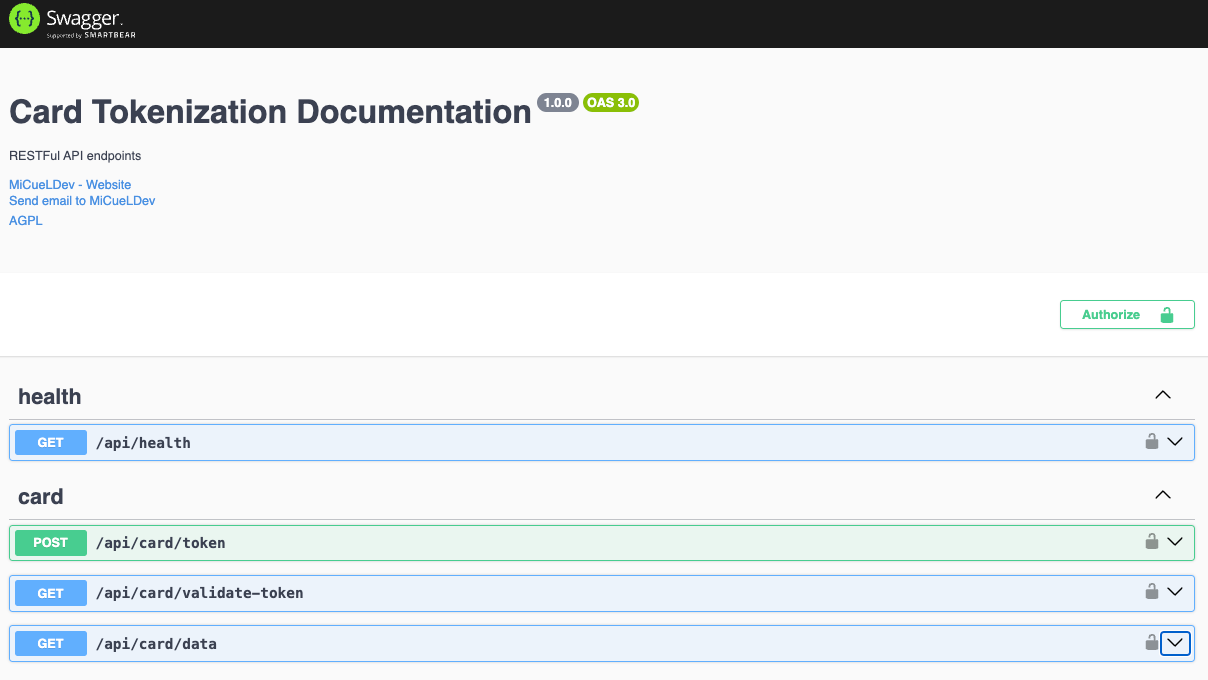 Swagger.
Supported by SMARTBEAR
Card Tokenization Documentation 1.0.0 OAS 3.0
RESTFul API endpoints
MiCueLDev - Website
Send email to MiCueLDev
AGPL
Authorize
health
GET /api/health
card
POST /api/card/token
GET /api/card/validate-token
GET /api/card/data